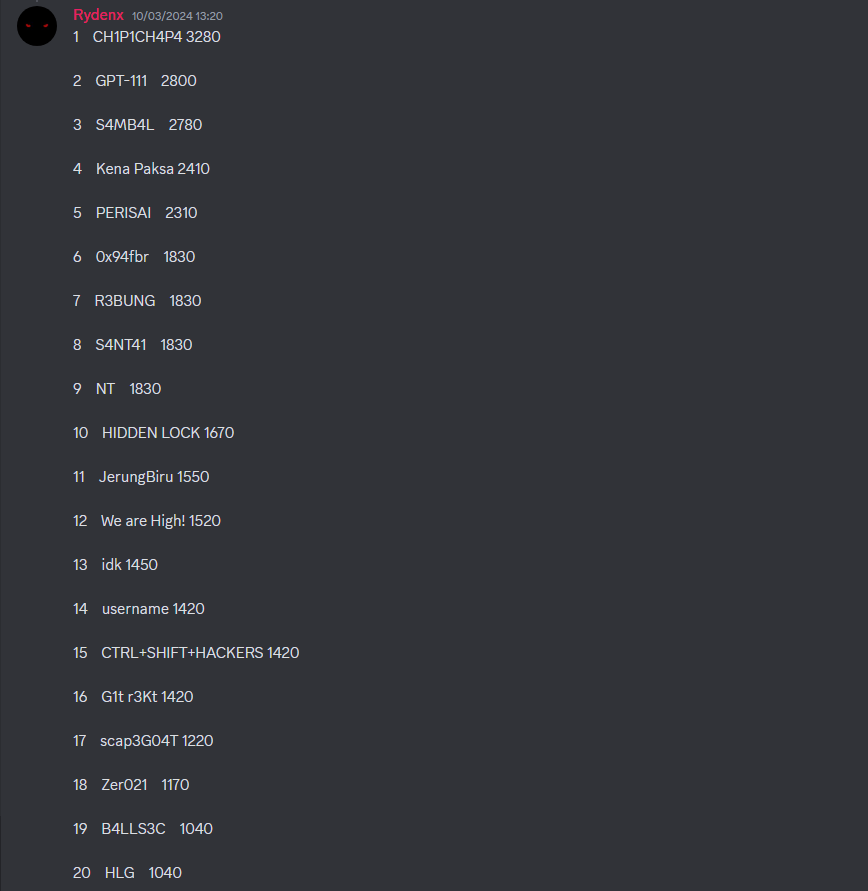 Rydenx 10/03/2024 13:20
1 CH1P1CH4P4 3280
2 GPT-111 2800
3 S4MB4L 2780
4 Kena Paksa 2410
5 PERISAI 2310
6 0x94fbr 1830
7 R3BUNG 1830
8 S4NT41 1830
9 NT 1830
10 HIDDEN LOCK 1670
11 JerungBiru 1550
12 We are High! 1520
13 idk 1450
14 username 1420
15 CTRL+SHIFT+HACKERS 1420
16 G1t r3Kt 1420
17 scap3G04T 1220
18 Zer021 1170
19 B4LLS3C 1040
20 HLG 1040